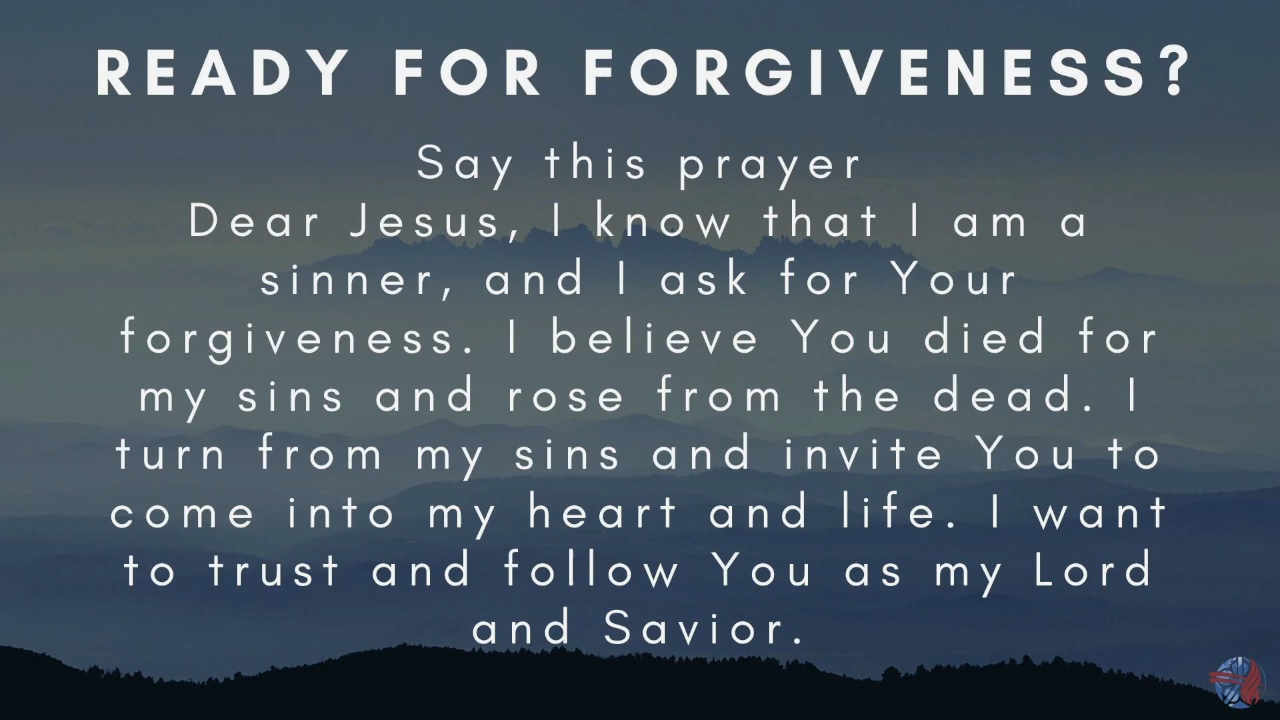 READY FOR FORGIVENESS?
Say this prayer
Dear Jesus, I know that I am a
sinner, and I ask for Your
forgiveness. I believe You died for
my sins and rose from the dead. I
turn from my sins and invite You to
come into my heart and life. I want
to trust and follow You as my Lord
and Savior.